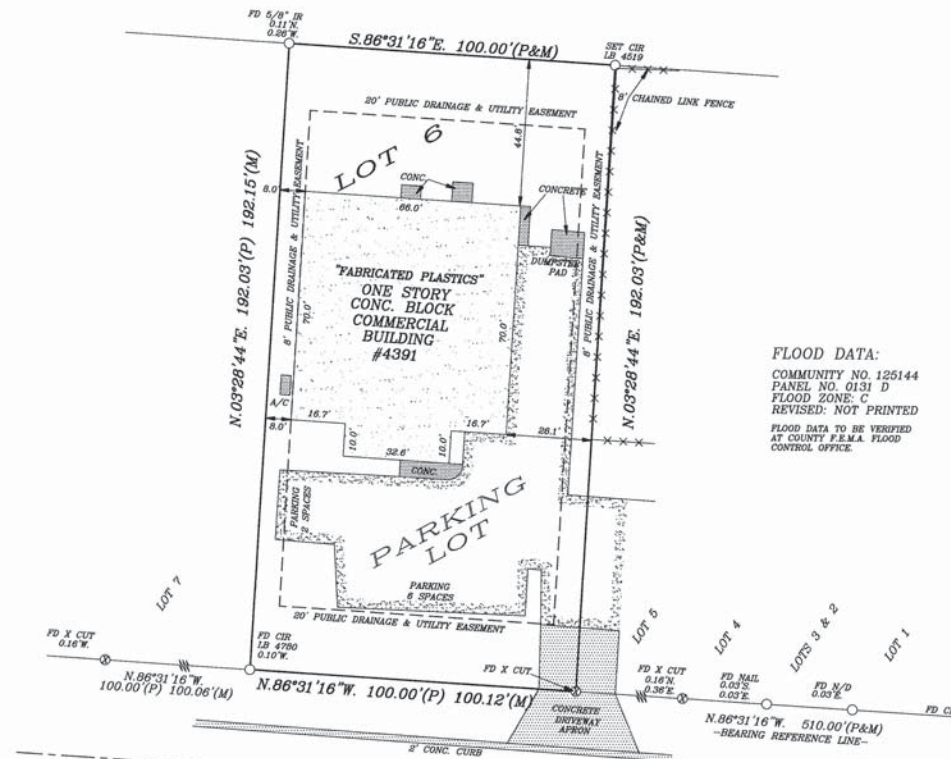 FD 5/8" IR
0.11'N.
0.26'W.
S.86°31'16"E. 100.00'(P&M)
SET CIR
LB 4519
8' CHAINED LINK FENCE
20' PUBLIC DRAINAGE & UTILITY EASEMENT
44.8'
LOT 6
8.0'
CONC.
66.0'
CONCRETE
DUMPSTER
PAD
N.03°28'44"E. 192.03'(P) 192.15'(M)
8' PUBLIC DRAINAGE & UTILITY EASEMENT
70.0'
"FABRICATED PLASTICS"
ONE STORY
CONC. BLOCK
COMMERCIAL
BUILDING
#4391
70.0'
8' PUBLIC DRAINAGE & UTILITY EASEMENT
N.03°28'44"E. 192.03'(P&M)
FLOOD DATA:
COMMUNITY NO. 125144
PANEL NO. 0131 D
FLOOD ZONE: C
REVISED: NOT PRINTED
FLOOD DATA TO BE VERIFIED
AT COUNTY F.E.M.A. FLOOD
CONTROL OFFICE.
A/C
8.0'
16.7'
10.0'
32.6'
10.0'
16.7'
26.1'
CONC.
PARKING
2 SPACES
PARKING
LOT
PARKING
6 SPACES
20' PUBLIC DRAINAGE & UTILITY EASEMENT
LOT 7
FD X CUT
0.16'W.
FD CIR
LB 4780
0.10'W.
N.86°31'16"W.
100.00'(P) 100.06'(M)
N.86°31'16"W. 100.00'(P) 100.12'(M)
FD X CUT
CONCRETE
DRIVEWAY
APRON
2' CONC. CURB
LOT 5
LOT 4
LOTS 3 & 2
LOT 1
FD X CUT
0.16'N.
0.36'E.
FD NAIL
0.03'S.
0.03'E.
FD N/D
0.03'E.
N.86°31'16"W. 510.00'(P&M)
-BEARING REFERENCE LINE-